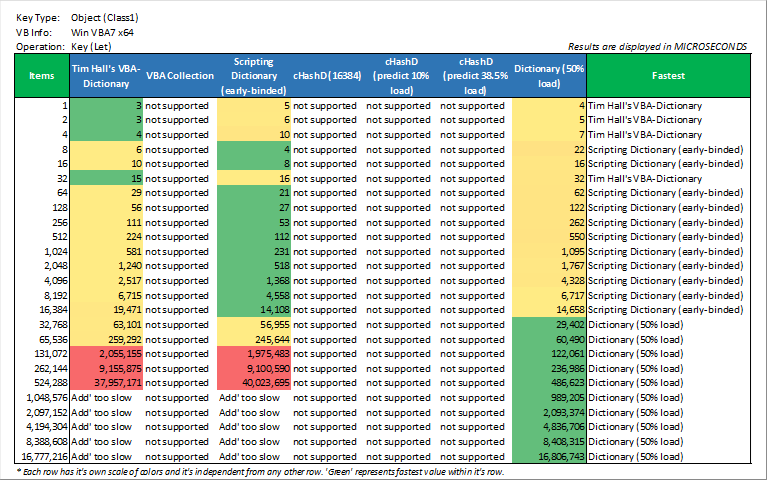 Key Type: Object (Class1)
VB Info: Win VBA7 x64
Operation: Key (Let) Results are displayed in MICROSECONDS
Items Tim Hall's VBA-Dictionary VBA Collection Scripting Dictionary (early-binded) cHashD (16384) cHashD (predict 10% load) cHashD (predict 38.5% load) Dictionary (50% load) Fastest
1 3 not supported 5 not supported not supported not supported 4 Tim Hall's VBA-Dictionary
2 3 not supported 6 not supported not supported not supported 5 Tim Hall's VBA-Dictionary
4 4 not supported 10 not supported not supported not supported 7 Tim Hall's VBA-Dictionary
8 6 not supported 4 not supported not supported not supported 22 Scripting Dictionary (early-binded)
16 10 not supported 8 not supported not supported not supported 16 Scripting Dictionary (early-binded)
32 15 not supported 16 not supported not supported not supported 32 Tim Hall's VBA-Dictionary
64 29 not supported 21 not supported not supported not supported 62 Scripting Dictionary (early-binded)
128 56 not supported 27 not supported not supported not supported 122 Scripting Dictionary (early-binded)
256 111 not supported 53 not supported not supported not supported 262 Scripting Dictionary (early-binded)
512 224 not supported 112 not supported not supported not supported 550 Scripting Dictionary (early-binded)
1,024 581 not supported 231 not supported not supported not supported 1,095 Scripting Dictionary (early-binded)
2,048 1,240 not supported 518 not supported not supported not supported 1,767 Scripting Dictionary (early-binded)
4,096 2,517 not supported 1,368 not supported not supported not supported 4,328 Scripting Dictionary (early-binded)
8,192 6,715 not supported 4,558 not supported not supported not supported 6,717 Scripting Dictionary (early-binded)
16,384 19,471 not supported 14,108 not supported not supported not supported 14,658 Scripting Dictionary (early-binded)
32,768 63,101 not supported 56,955 not supported not supported not supported 29,402 Dictionary (50% load)
65,536 259,292 not supported 245,644 not supported not supported not supported 60,490 Dictionary (50% load)
131,072 2,055,155 not supported 1,975,483 not supported not supported not supported 122,061 Dictionary (50% load)
262,144 9,155,875 not supported 9,100,590 not supported not supported not supported 236,986 Dictionary (50% load)
524,288 37,957,171 not supported 40,023,695 not supported not supported not supported 486,623 Dictionary (50% load)
1,048,576 Add' too slow not supported Add' too slow not supported not supported not supported 989,205 Dictionary (50% load)
2,097,152 Add' too slow not supported Add' too slow not supported not supported not supported 2,093,374 Dictionary (50% load)
4,194,304 Add' too slow not supported Add' too slow not supported not supported not supported 4,836,706 Dictionary (50% load)
8,388,608 Add' too slow not supported Add' too slow not supported not supported not supported 8,408,315 Dictionary (50% load)
16,777,216 Add' too slow not supported Add' too slow not supported not supported not supported 16,806,743 Dictionary (50% load)
* Each row has it's own scale of colors and it's independent from any other row. 'Green' represents fastest value within it's row.